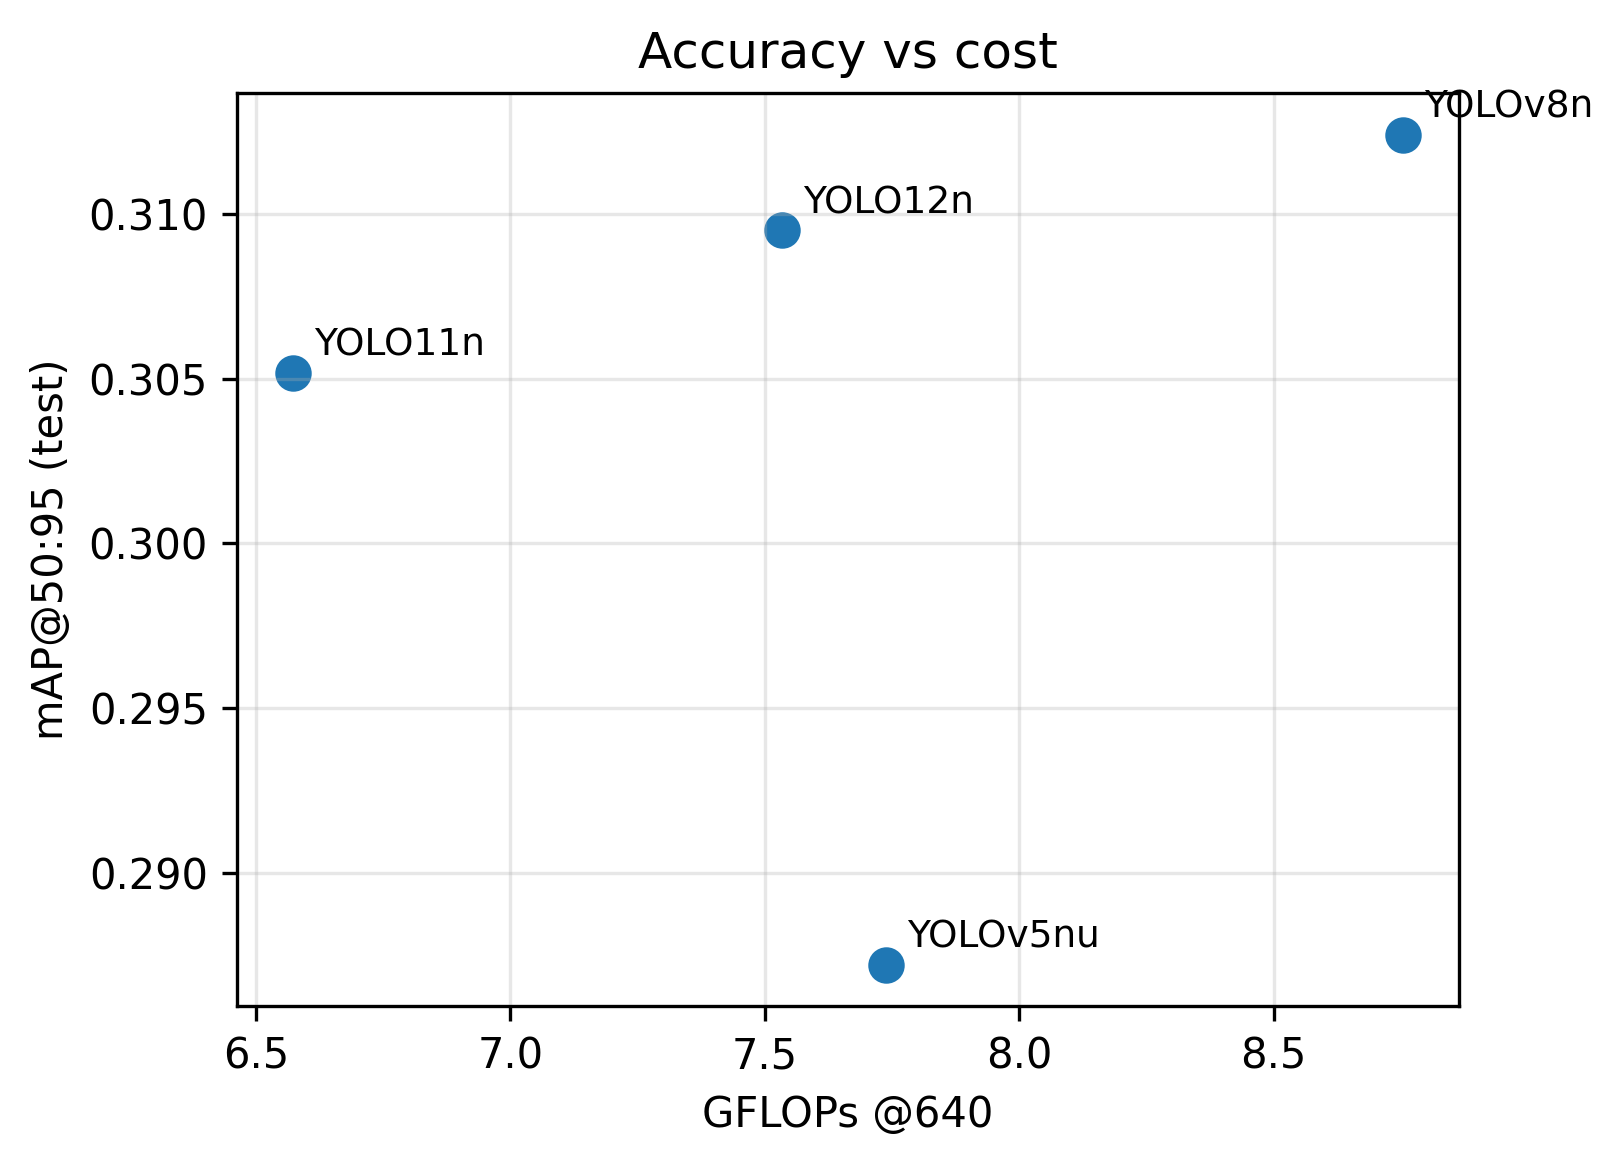 Accuracy vs cost
YOLOv8n
YOLO12n
YOLO11n
YOLOv5nu
0.310
0.305
0.300
0.295
0.290
mAP@50:95 (test)
6.5 7.0 7.5 8.0 8.5
GFLOPs @640